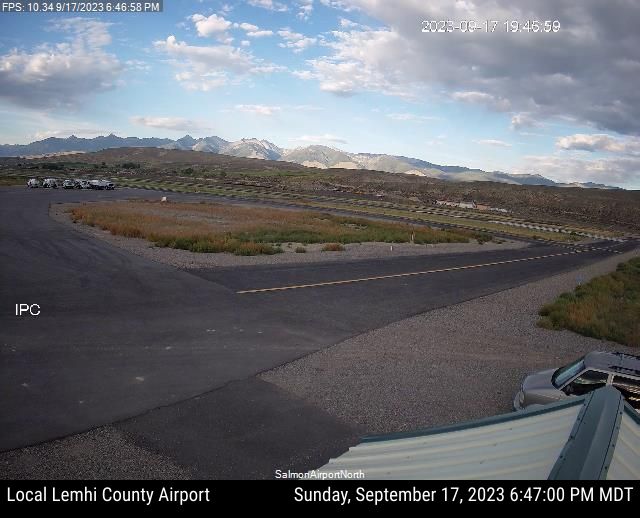 FPS: 10.34 9/17/2023 6:46:58 PM
2023-09-17 19:45:59
IPC
SalmonAirportNorth
Local Lemhi County Airport
Sunday, September 17, 2023 6:47:00 PM MDT